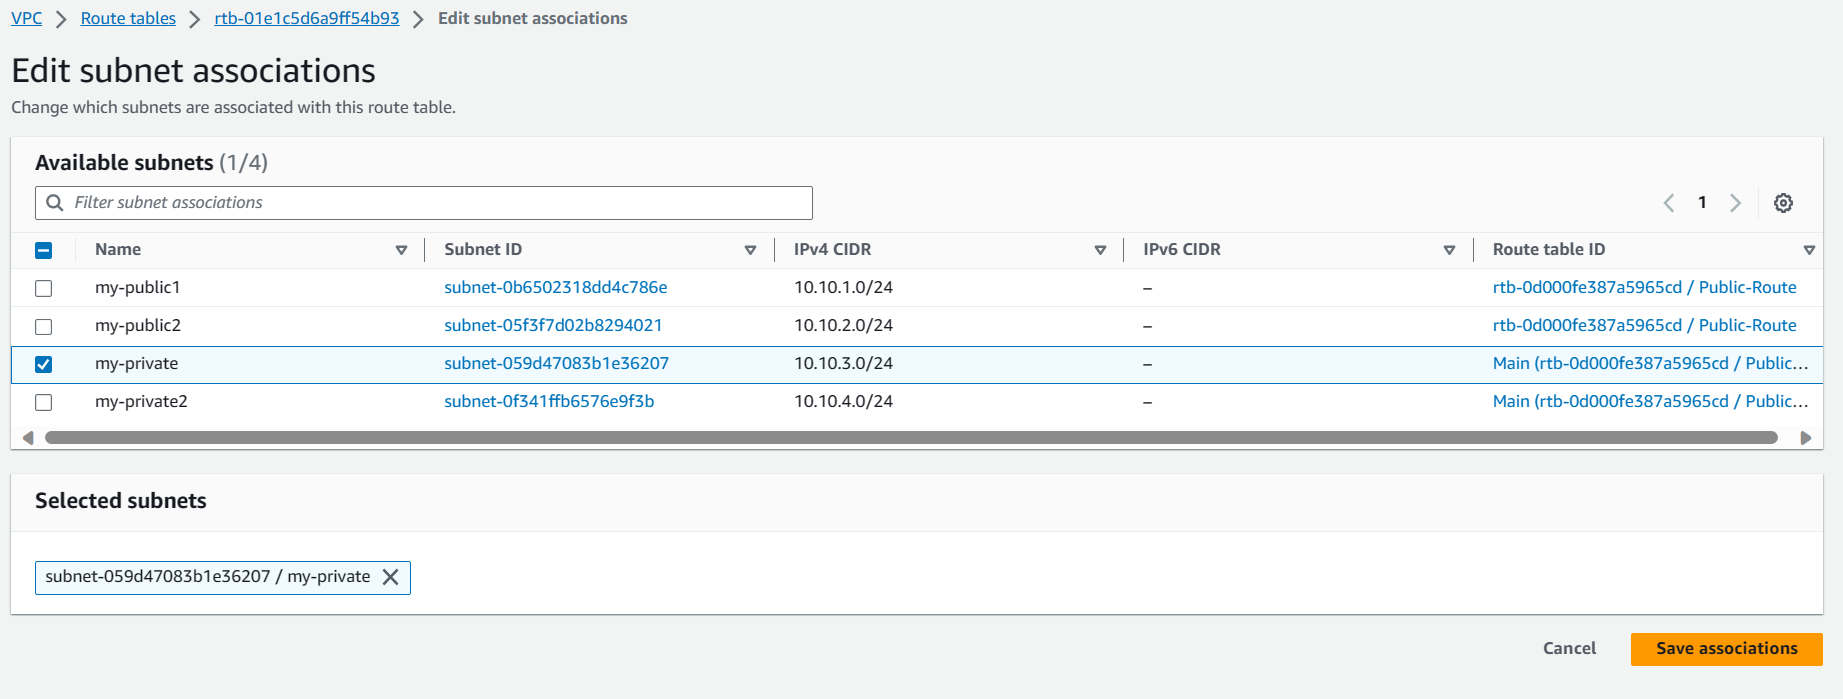 VPC > Route tables > rtb-01e1c5d6a9ff54b93 > Edit subnet associations
Edit subnet associations
Change which subnets are associated with this route table.
Available subnets (1/4)
Filter subnet associations
1
Name Subnet ID IPv4 CIDR IPv6 CIDR Route table ID
my-public1 subnet-0b6502318dd4c786e 10.10.1.0/24 – rtb-0d000fe387a5965cd / Public-Route
my-public2 subnet-05f3f7d02b8294021 10.10.2.0/24 – rtb-0d000fe387a5965cd / Public-Route
my-private subnet-059d47083b1e36207 10.10.3.0/24 – Main (rtb-0d000fe387a5965cd / Public...
my-private2 subnet-0f341ffb6576e9f3b 10.10.4.0/24 – Main (rtb-0d000fe387a5965cd / Public...
Selected subnets
subnet-059d47083b1e36207 / my-private
Cancel Save associations